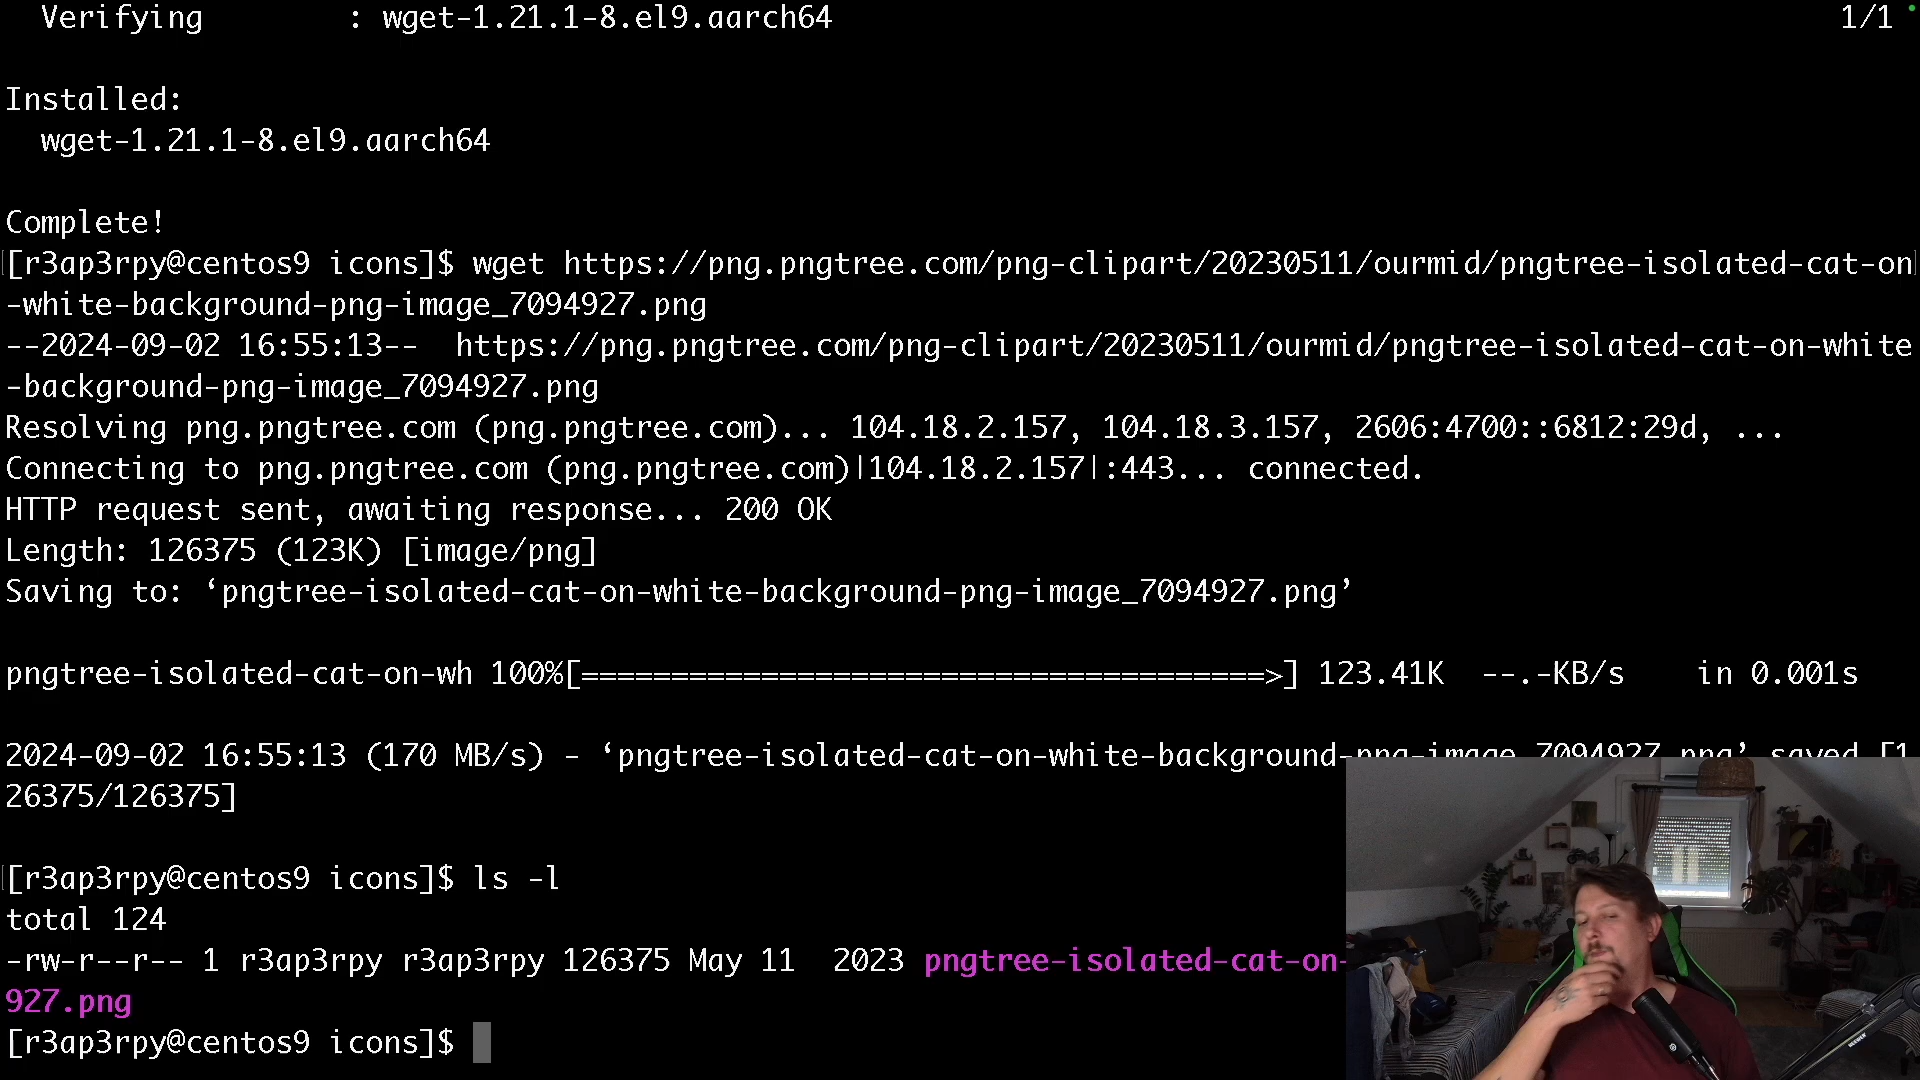 Verifying : wget-1.21.1-8.el9.aarch64 1/1
Installed:
wget-1.21.1-8.el9.aarch64
Complete!
[r3ap3rpy@centos9 icons]$ wget https://png.pngtree.com/png-clipart/20230511/ourmid/pngtree-isolated-cat-on
-white-background-png-image_7094927.png
--2024-09-02 16:55:13-- https://png.pngtree.com/png-clipart/20230511/ourmid/pngtree-isolated-cat-on-white
-background-png-image_7094927.png
Resolving png.pngtree.com (png.pngtree.com)... 104.18.2.157, 104.18.3.157, 2606:4700::6812:29d, ...
Connecting to png.pngtree.com (png.pngtree.com)|104.18.2.157|:443... connected.
HTTP request sent, awaiting response... 200 OK
Length: 126375 (123K) [image/png]
Saving to: ‘pngtree-isolated-cat-on-white-background-png-image_7094927.png’
pngtree-isolated-cat-on-wh 100%[======================================>] 123.41K --.-KB/s in 0.001s
2024-09-02 16:55:13 (170 MB/s) - ‘pngtree-isolated-cat-on-white-background-png-image_7094927.png’ saved [1
26375/126375]
[r3ap3rpy@centos9 icons]$ ls -l
total 124
-rw-r--r-- 1 r3ap3rpy r3ap3rpy 126375 May 11 2023 pngtree-isolated-cat-on-
927.png
[r3ap3rpy@centos9 icons]$